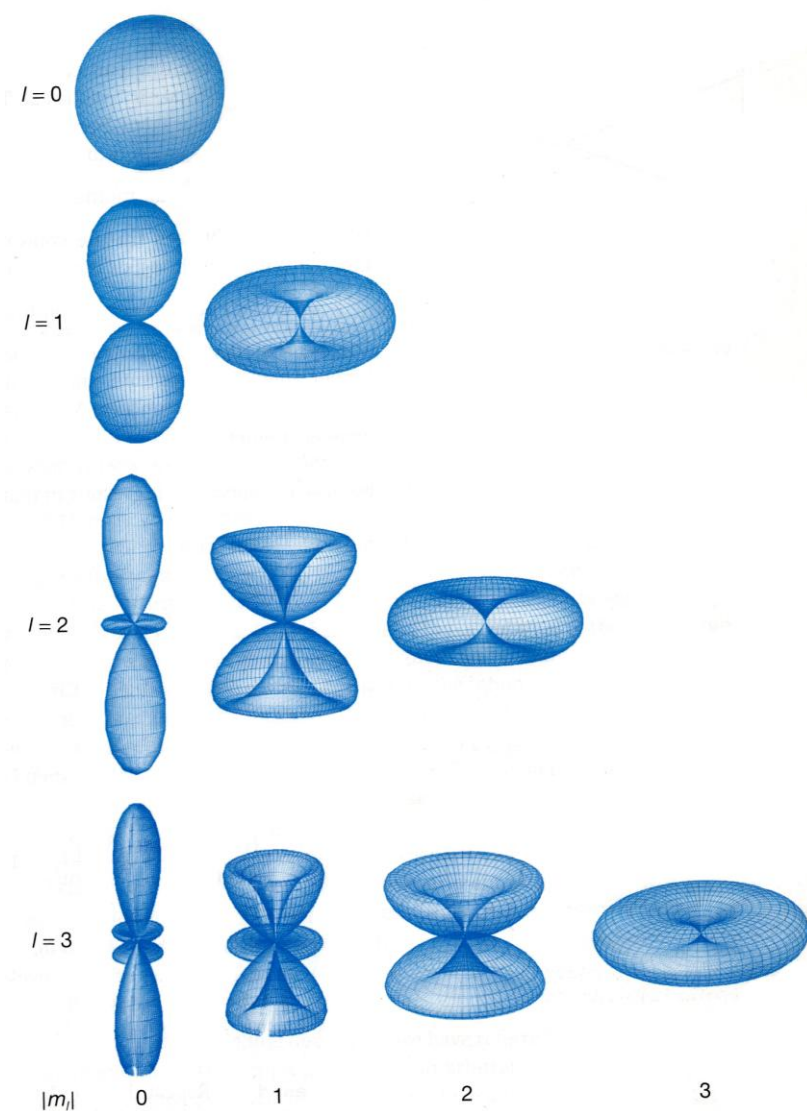 l = 0
l = 1
l = 2
l = 3
|m_l| 0 1 2 3